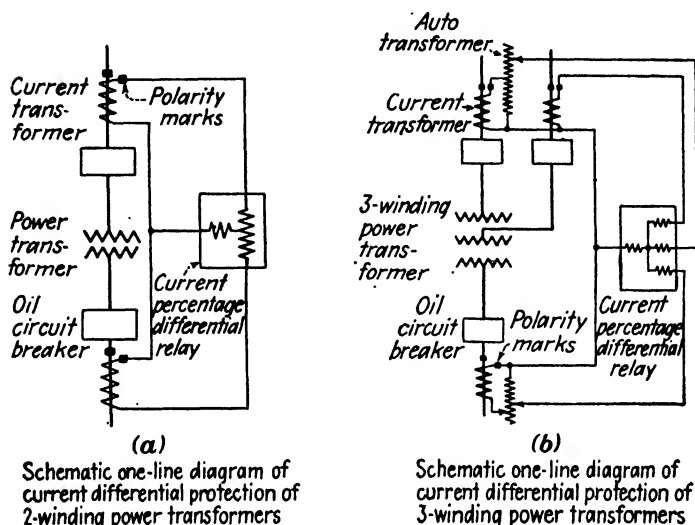 Current
trans-
former
Polarity
marks
Power
trans-
former
Oil
circuit
breaker
Current
percentage
differential
relay
(a)
Schematic one-line diagram of
current differential protection of
2-winding power transformers
Auto
transformer
Current
transformer
3-winding
power
trans-
former
Oil
circuit
breaker
Polarity
marks
Current
percentage
differential
relay
(b)
Schematic one-line diagram of
current differential protection of
3-winding power transformers